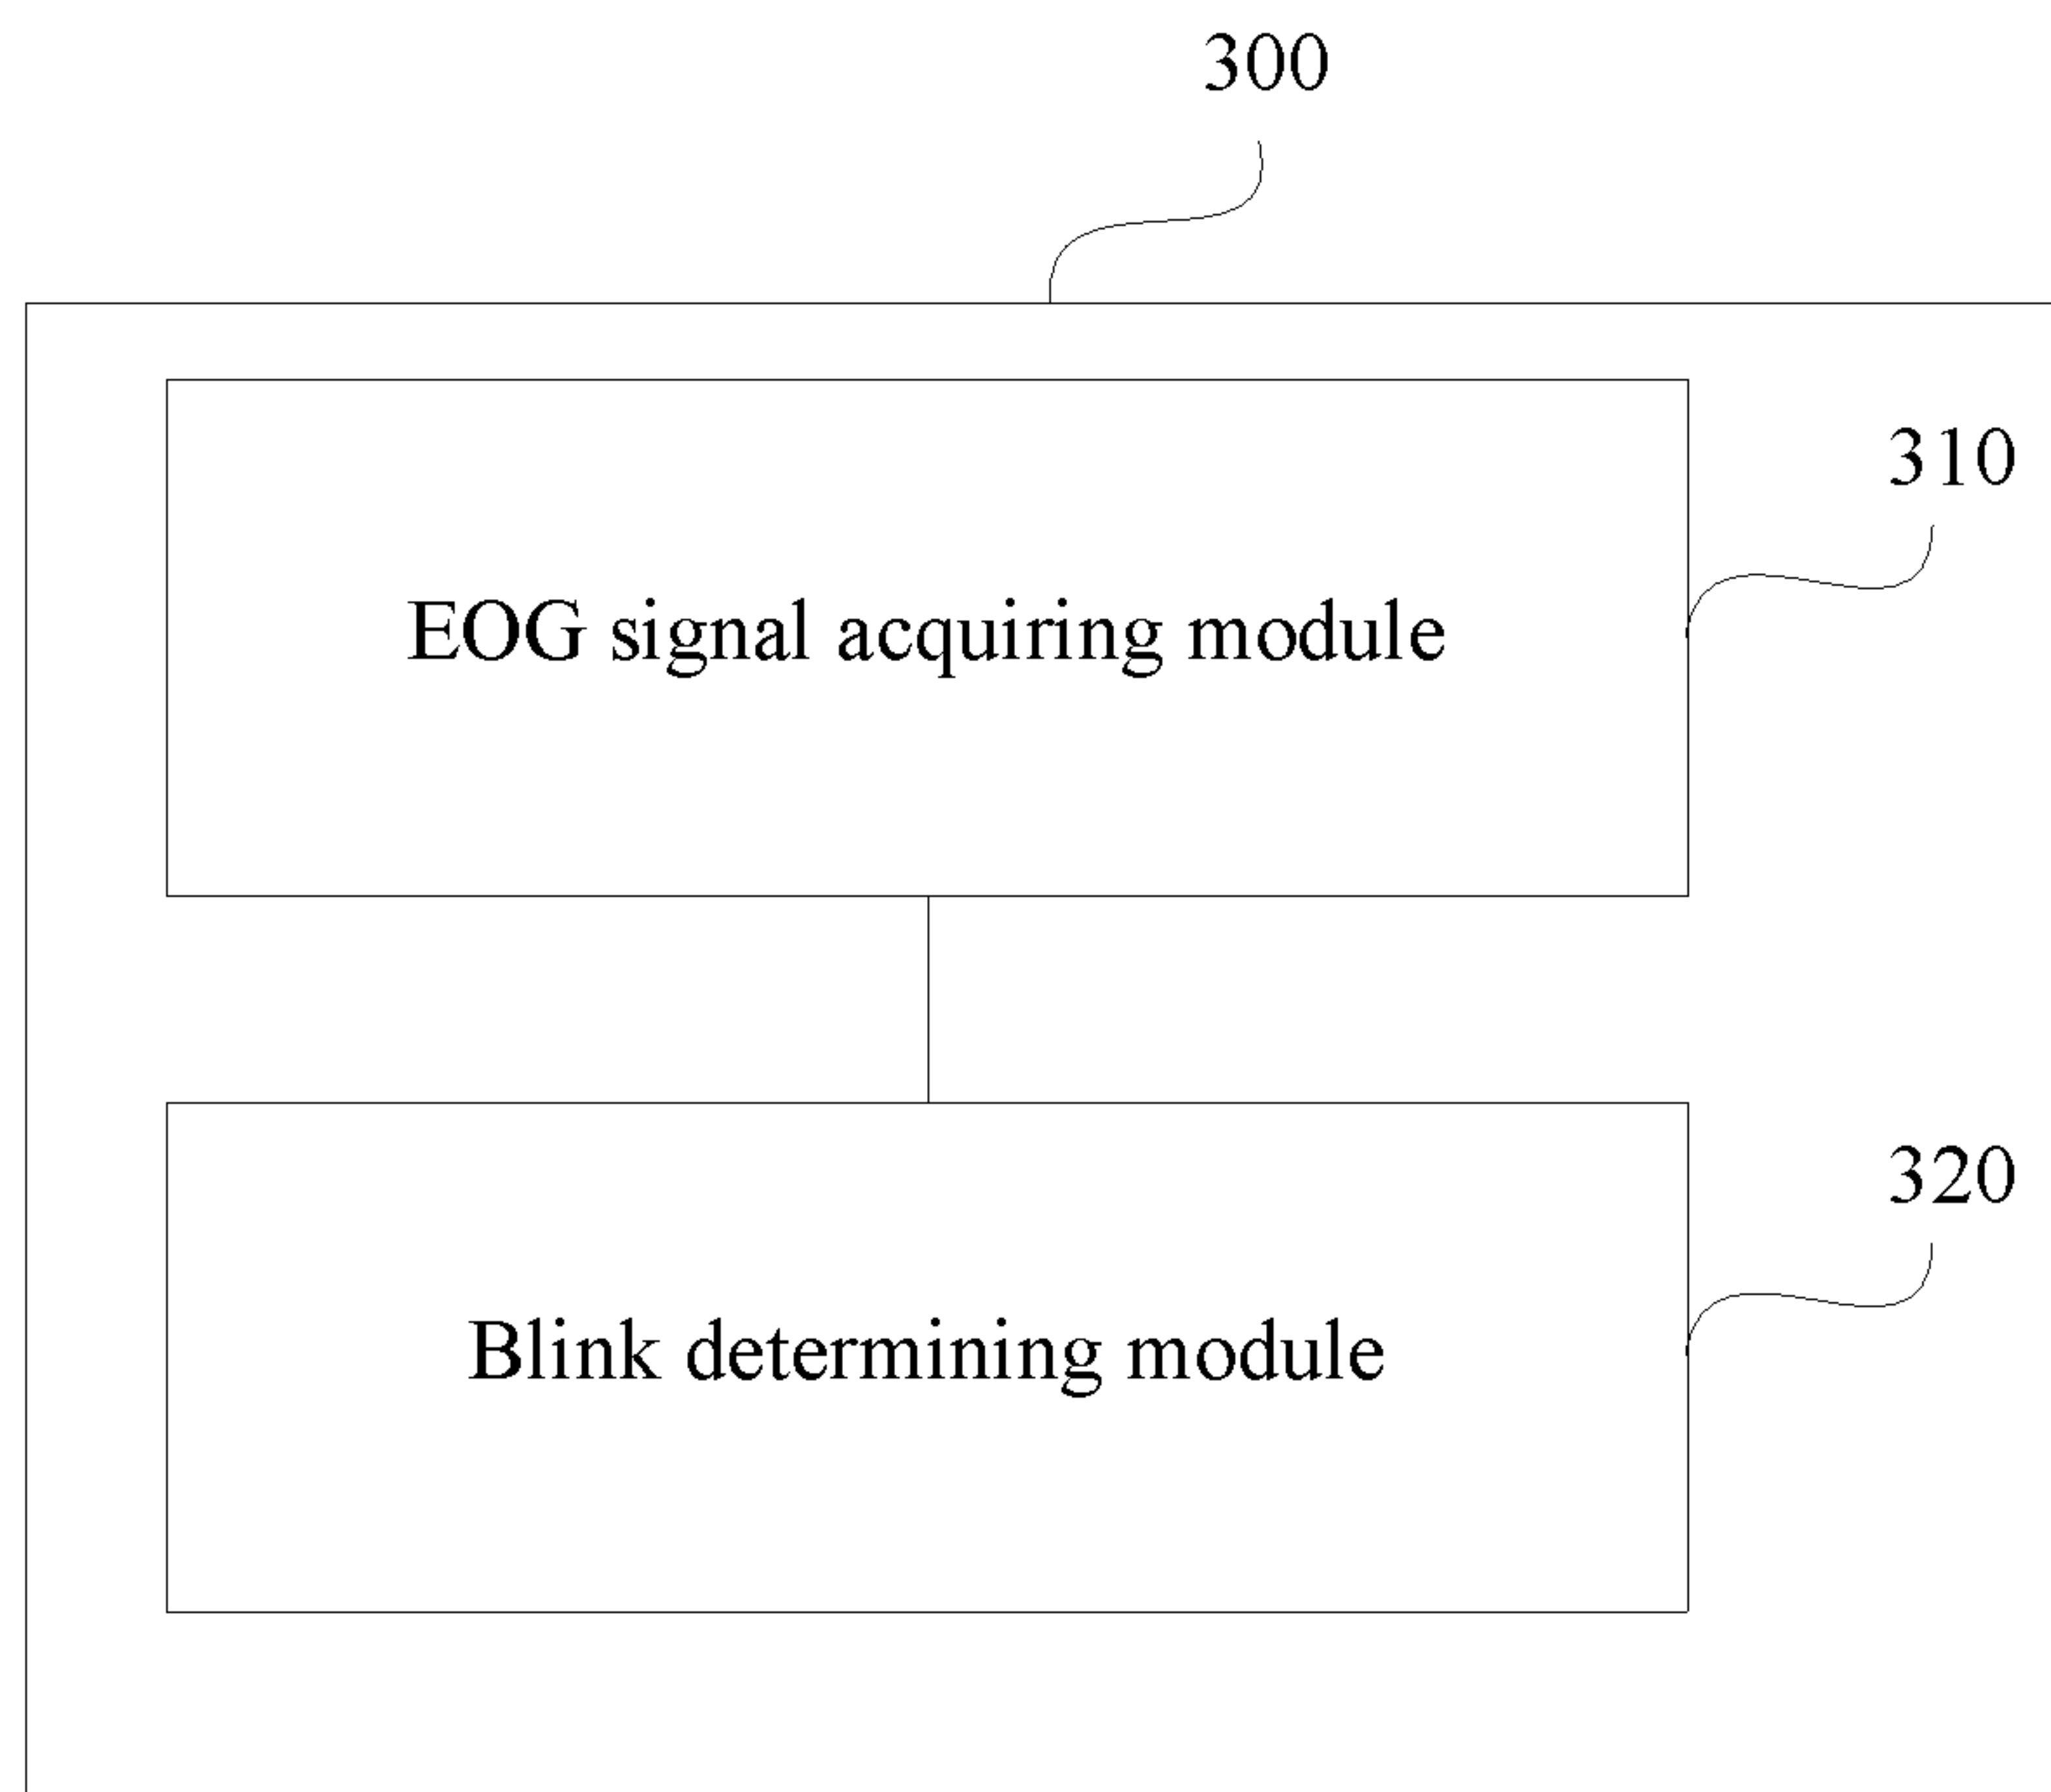 300
310
EOG signal acquiring module
320
Blink determining module